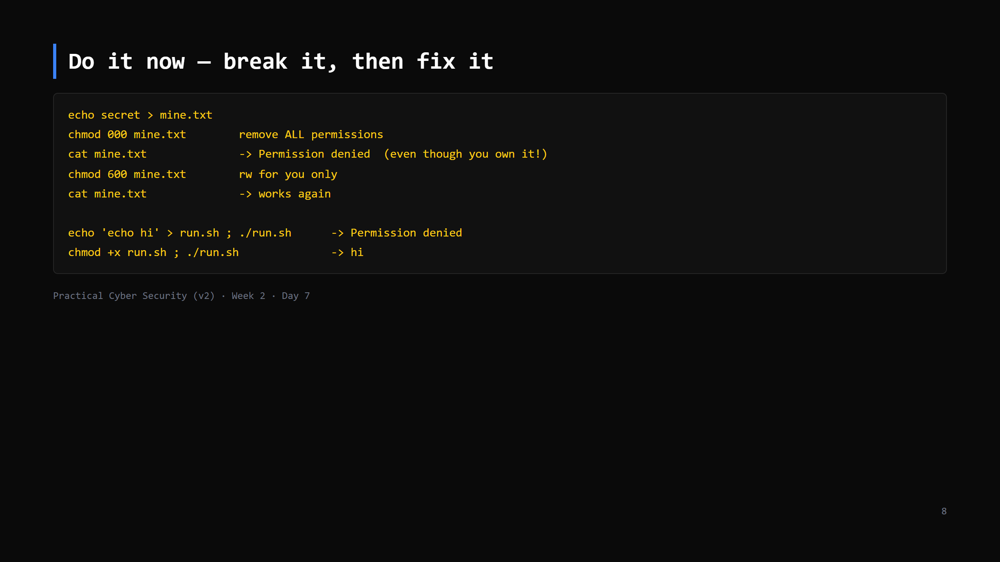 Do it now — break it, then fix it
echo secret > mine.txt
chmod 000 mine.txt        remove ALL permissions
cat mine.txt              -> Permission denied  (even though you own it!)
chmod 600 mine.txt        rw for you only
cat mine.txt              -> works again
echo 'echo hi' > run.sh ; ./run.sh      -> Permission denied
chmod +x run.sh ; ./run.sh              -> hi
Practical Cyber Security (v2) · Week 2 · Day 7
8